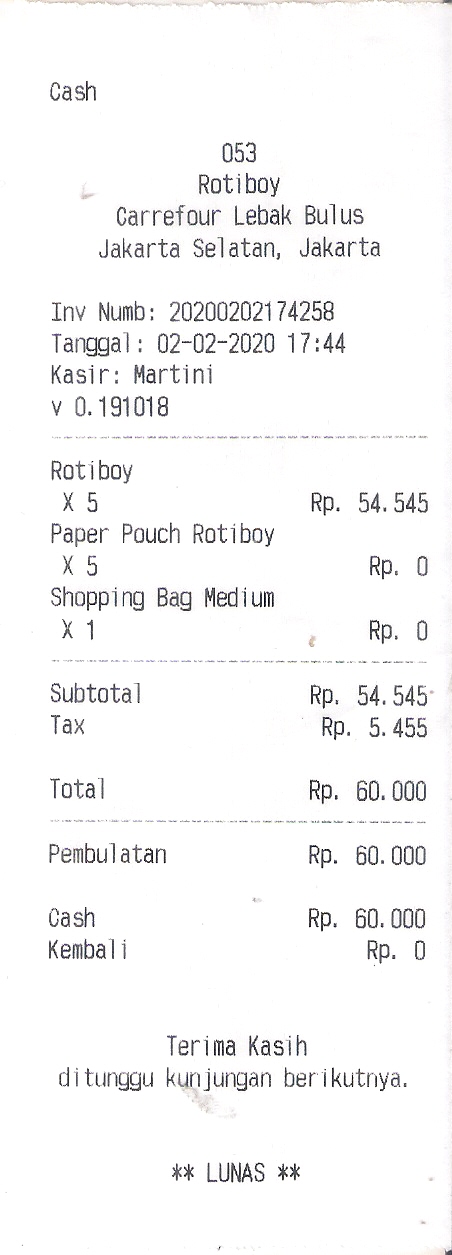 Cash
053
Rotiboy
Carrefour Lebak Bulus
Jakarta Selatan, Jakarta
Inv Numb: 20200202174258
Tanggal: 02-02-2020 17:44
Kasir: Martini
v 0.191018
Rotiboy
X 5 Rp. 54.545
Paper Pouch Rotiboy
X 5 Rp. 0
Shopping Bag Medium
X 1 Rp. 0
Subtotal Rp. 54.545
Tax Rp. 5.455
Total Rp. 60.000
Pembulatan Rp. 60.000
Cash Rp. 60.000
Kembali Rp. 0
Terima Kasih
ditunggu kunjungan berikutnya.
** LUNAS **